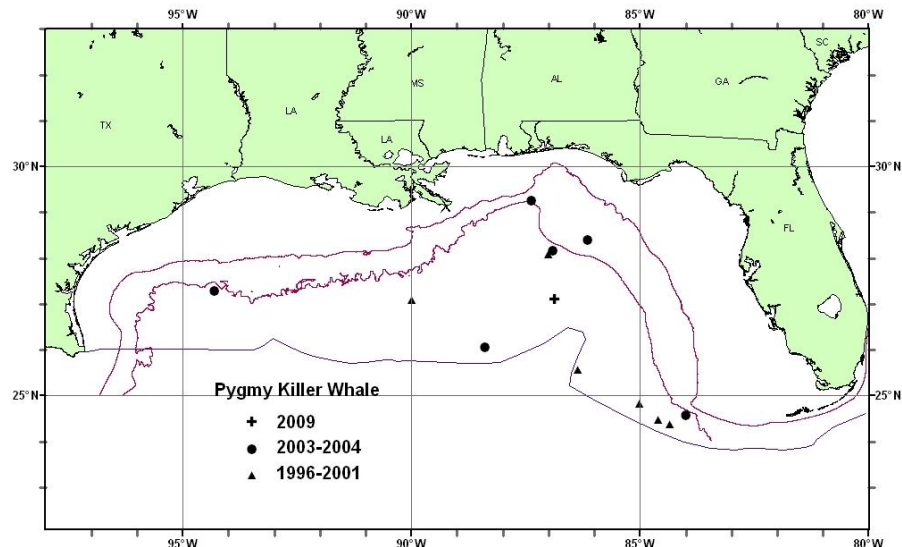 95°W 90°W 85°W 80°W
SC
MS AL GA
TX LA
LA
30°N 30°N
FL
25°N 25°N
Pygmy Killer Whale
2009
2003-2004
1996-2001
95°W 90°W 85°W 80°W